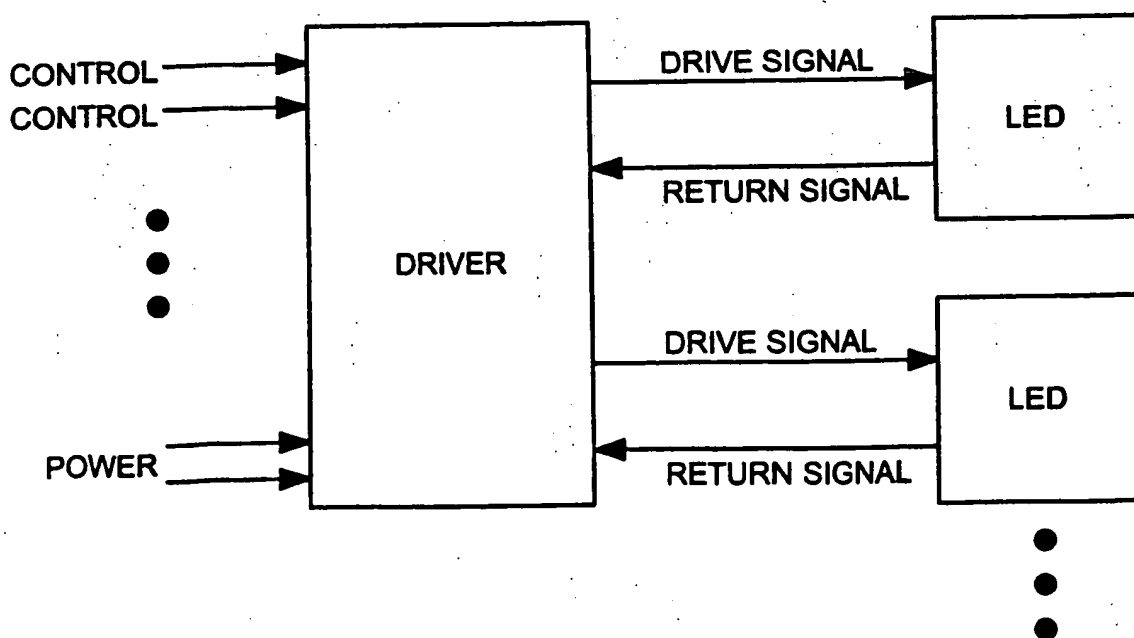 CONTROL
CONTROL
POWER
DRIVER
DRIVE SIGNAL
RETURN SIGNAL
LED
DRIVE SIGNAL
RETURN SIGNAL
LED